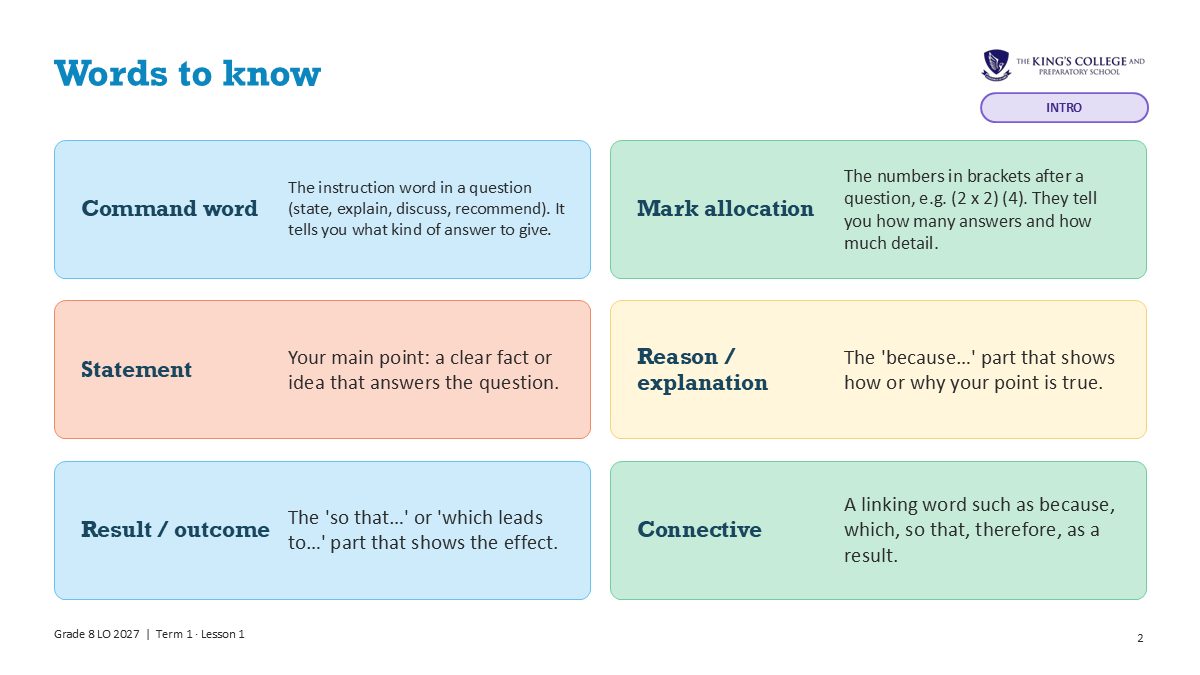 Words to know
THE KING'S COLLEGE AND
PREPARATORY SCHOOL
INTRO
Command word
The instruction word in a question
(state, explain, discuss, recommend). It
tells you what kind of answer to give.
Mark allocation
The numbers in brackets after a
question, e.g. (2 x 2) (4). They tell
you how many answers and how
much detail.
Statement
Your main point: a clear fact or
idea that answers the question.
Reason /
explanation
The 'because…' part that shows
how or why your point is true.
Result / outcome
The 'so that…' or 'which leads
to…' part that shows the effect.
Connective
A linking word such as because,
which, so that, therefore, as a
result.
Grade 8 LO 2027 | Term 1 · Lesson 1
2